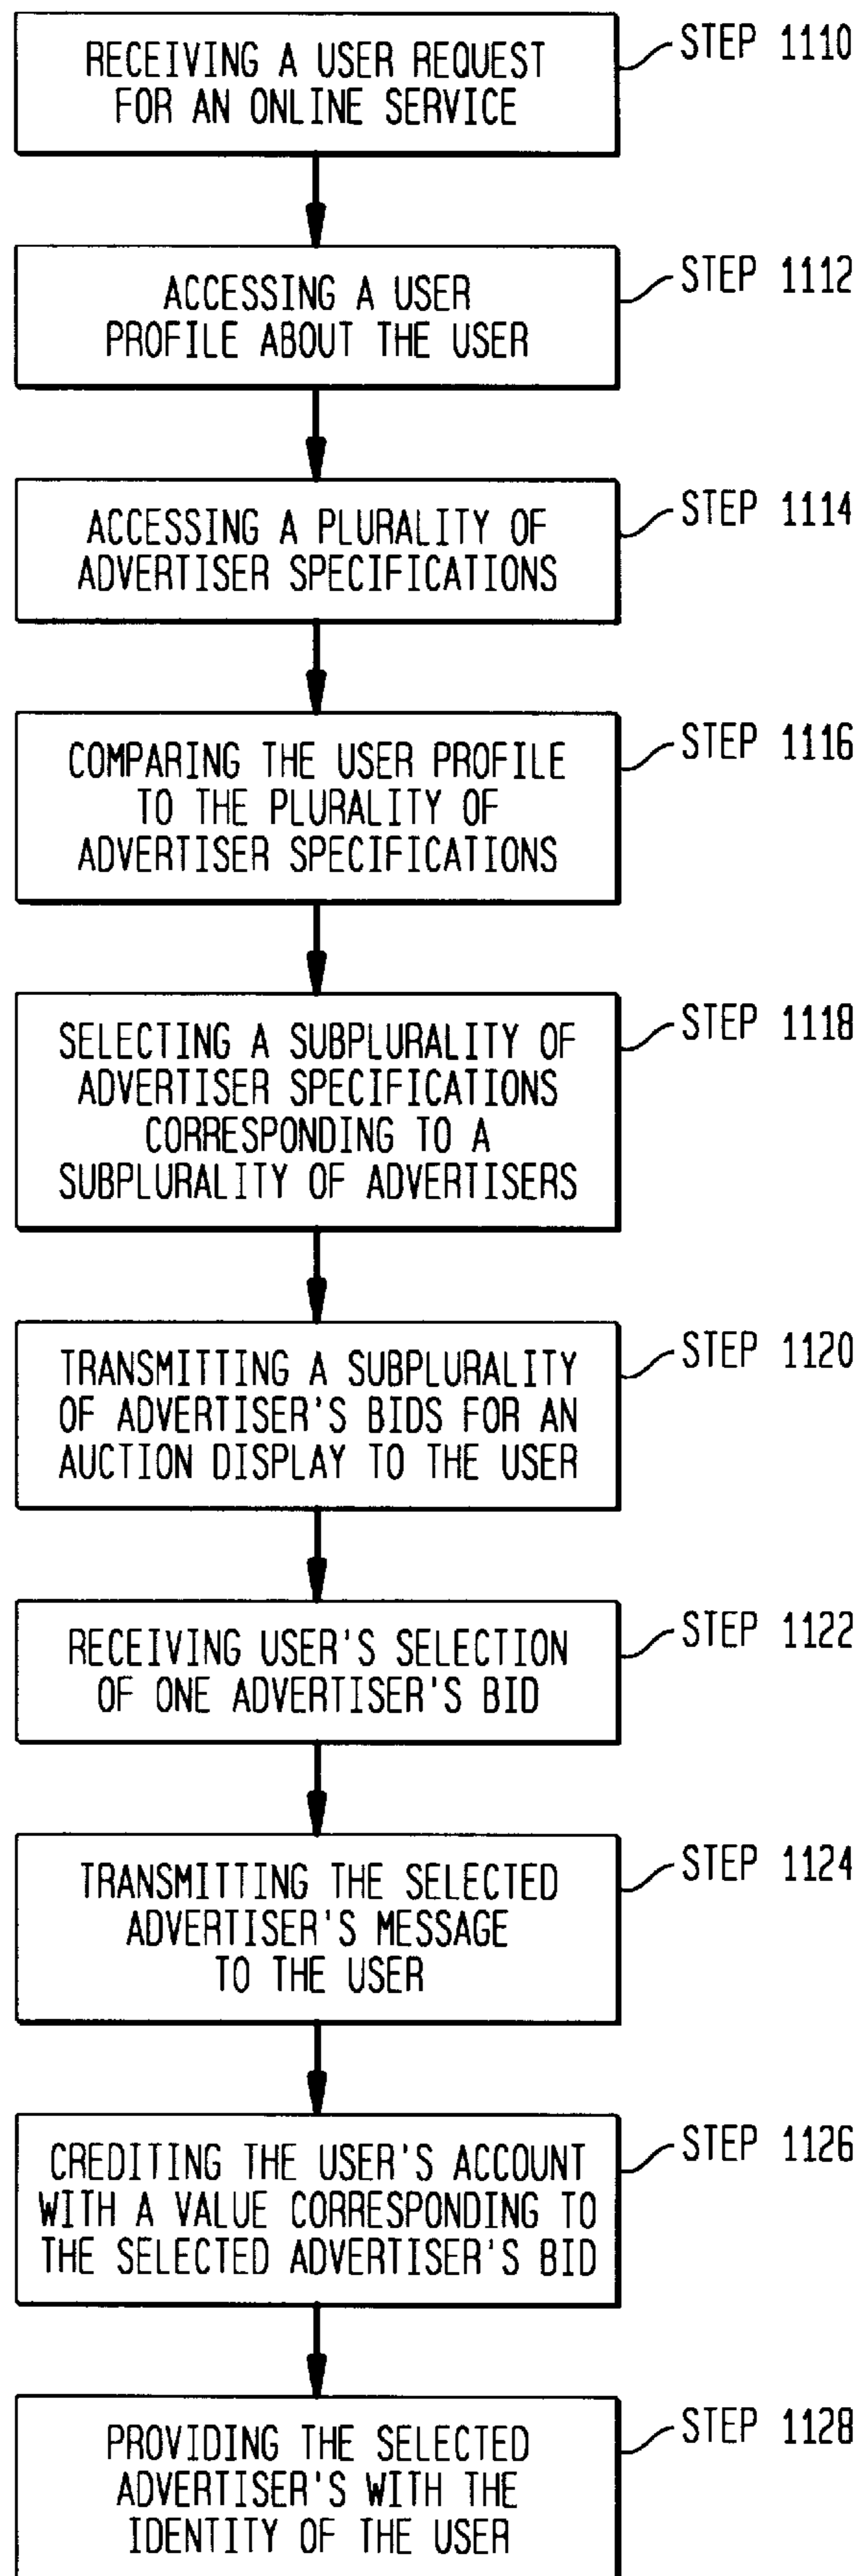 RECEIVING A USER REQUEST
FOR AN ONLINE SERVICE
STEP 1110
ACCESSING A USER
PROFILE ABOUT THE USER
STEP 1112
ACCESSING A PLURALITY OF
ADVERTISER SPECIFICATIONS
STEP 1114
COMPARING THE USER PROFILE
TO THE PLURALITY OF
ADVERTISER SPECIFICATIONS
STEP 1116
SELECTING A SUBPLURALITY OF
ADVERTISER SPECIFICATIONS
CORRESPONDING TO A
SUBPLURALITY OF ADVERTISERS
STEP 1118
TRANSMITTING A SUBPLURALITY
OF ADVERTISER'S BIDS FOR AN
AUCTION DISPLAY TO THE USER
STEP 1120
RECEIVING USER'S SELECTION
OF ONE ADVERTISER'S BID
STEP 1122
TRANSMITTING THE SELECTED
ADVERTISER'S MESSAGE
TO THE USER
STEP 1124
CREDITING THE USER'S ACCOUNT
WITH A VALUE CORRESPONDING TO
THE SELECTED ADVERTISER'S BID
STEP 1126
PROVIDING THE SELECTED
ADVERTISER'S WITH THE
IDENTITY OF THE USER
STEP 1128